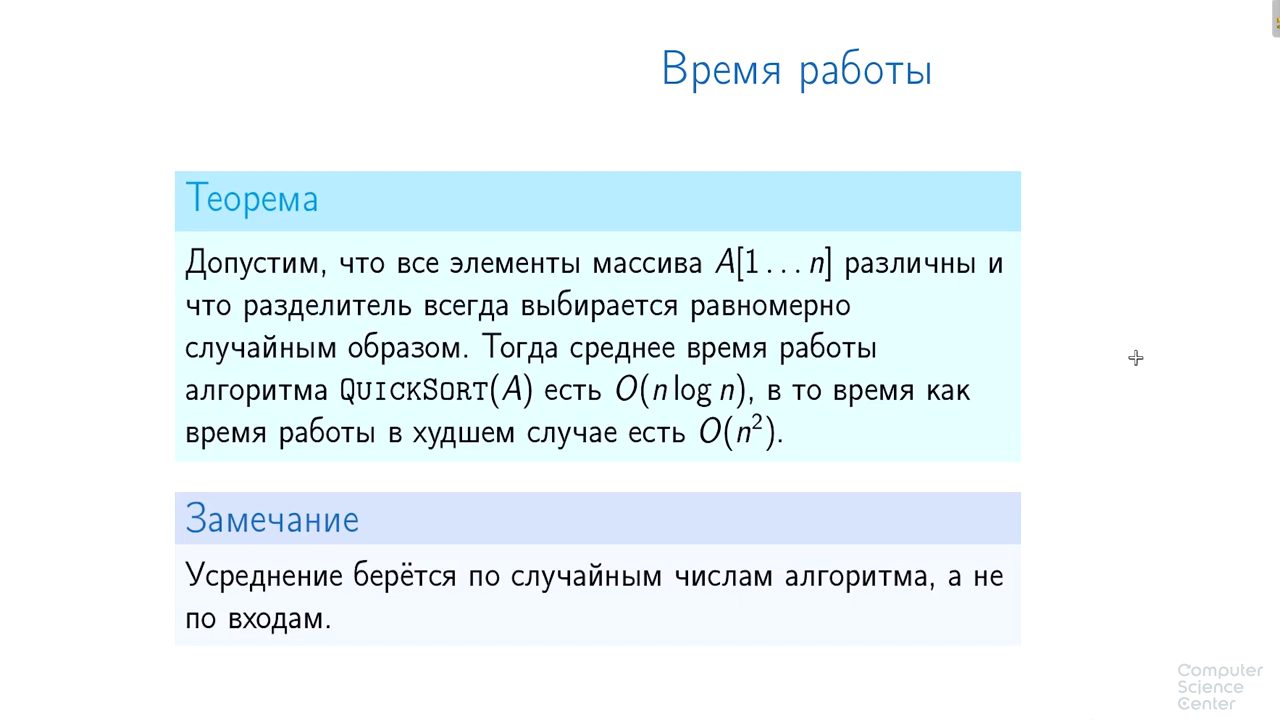 Время работы
Теорема
Допустим, что все элементы массива A[1 . . . n] различны и
что разделитель всегда выбирается равномерно
случайным образом. Тогда среднее время работы
алгоритма QUICKSORT(A) есть O(n log n), в то время как
время работы в худшем случае есть O(n²).
Замечание
Усреднение берётся по случайным числам алгоритма, а не
по входам.
Computer
Science
Center